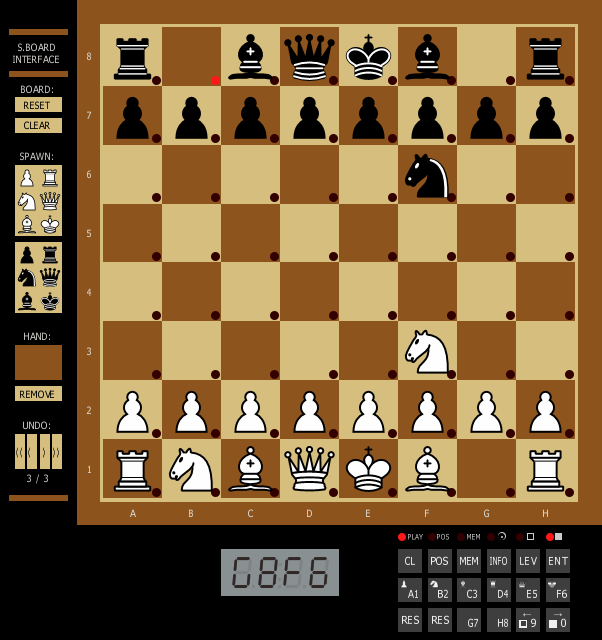 S.BOARD
INTERFACE
BOARD:
RESET
CLEAR
SPAWN:
HAND:
REMOVE
UNDO:
⟨⟨ ⟨ ⟩ ⟩⟩
3 / 3
8
7
6
5
4
3
2
1
A B C D E F G H
G8F6
PLAY POS MEM
CL POS MEM INFO LEV ENT
A1 B2 C3 D4 E5 F6
RES RES G7 H8 9 0